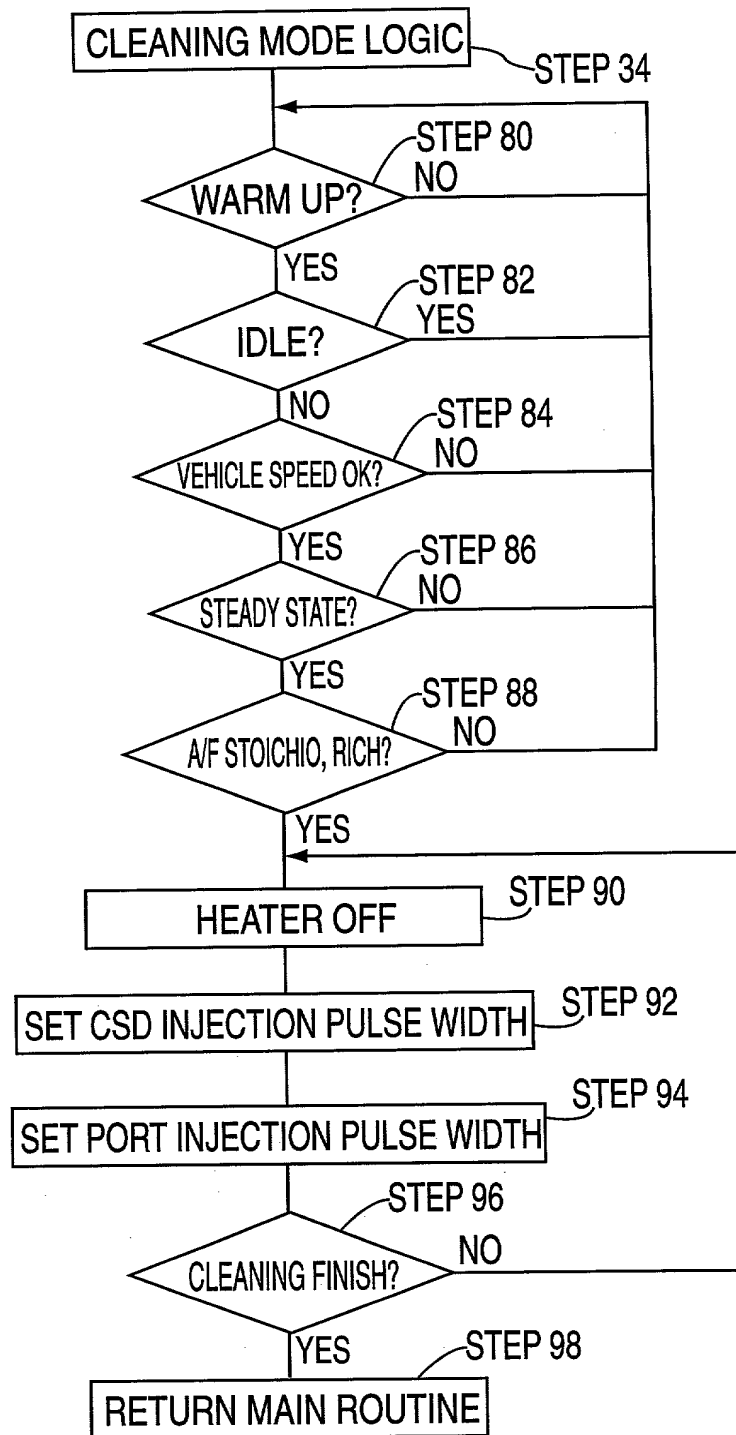 CLEANING MODE LOGIC
STEP 34
STEP 80
WARM UP?
NO
YES
STEP 82
IDLE?
YES
NO
STEP 84
VEHICLE SPEED OK?
NO
YES
STEP 86
STEADY STATE?
NO
YES
STEP 88
A/F STOICHIO, RICH?
NO
YES
HEATER OFF
STEP 90
SET CSD INJECTION PULSE WIDTH
STEP 92
SET PORT INJECTION PULSE WIDTH
STEP 94
STEP 96
CLEANING FINISH?
NO
YES
STEP 98
RETURN MAIN ROUTINE